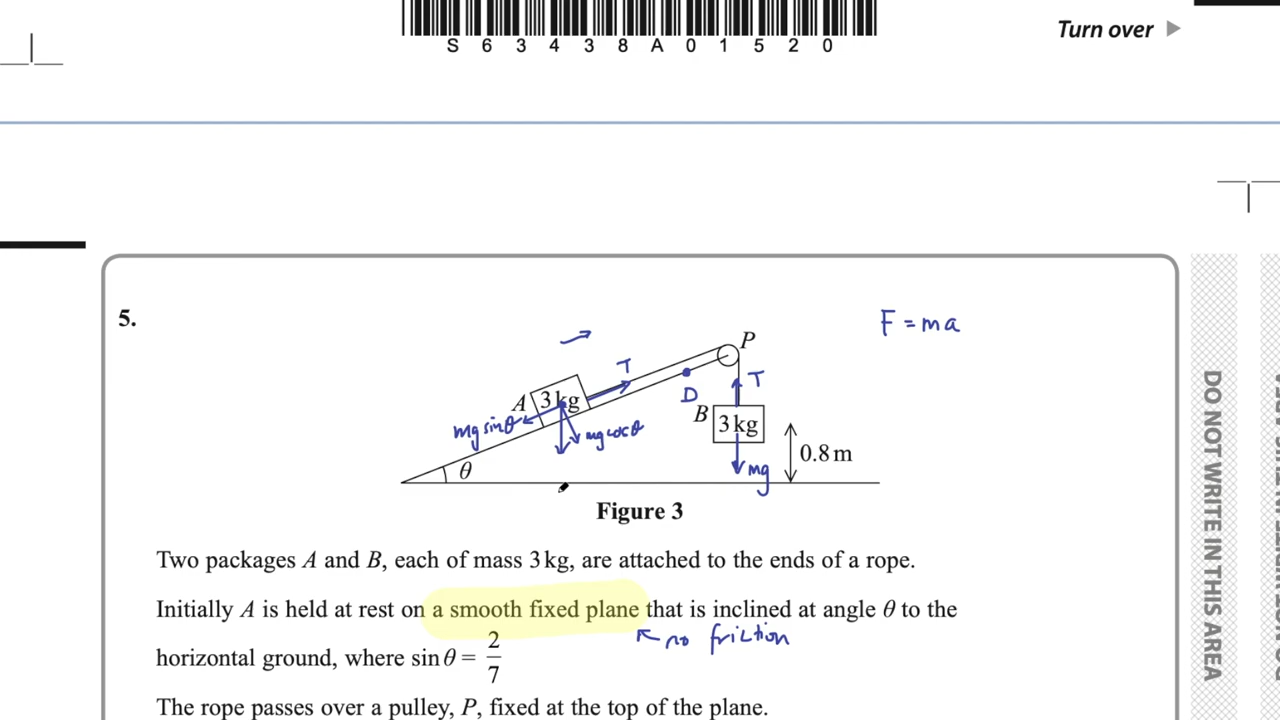 Turn over
S 6 3 4 3 8 A 0 1 5 2 0
5.
F = ma
P
T
T
D
A 3 kg
B 3 kg
mg sinθ
mg cosθ
0.8 m
θ
mg
Figure 3
Two packages A and B, each of mass 3 kg, are attached to the ends of a rope.
Initially A is held at rest on a smooth fixed plane that is inclined at angle θ to the
no friction
horizontal ground, where sin θ = 2/7
The rope passes over a pulley, P, fixed at the top of the plane.
DO NOT WRITE IN THIS AREA